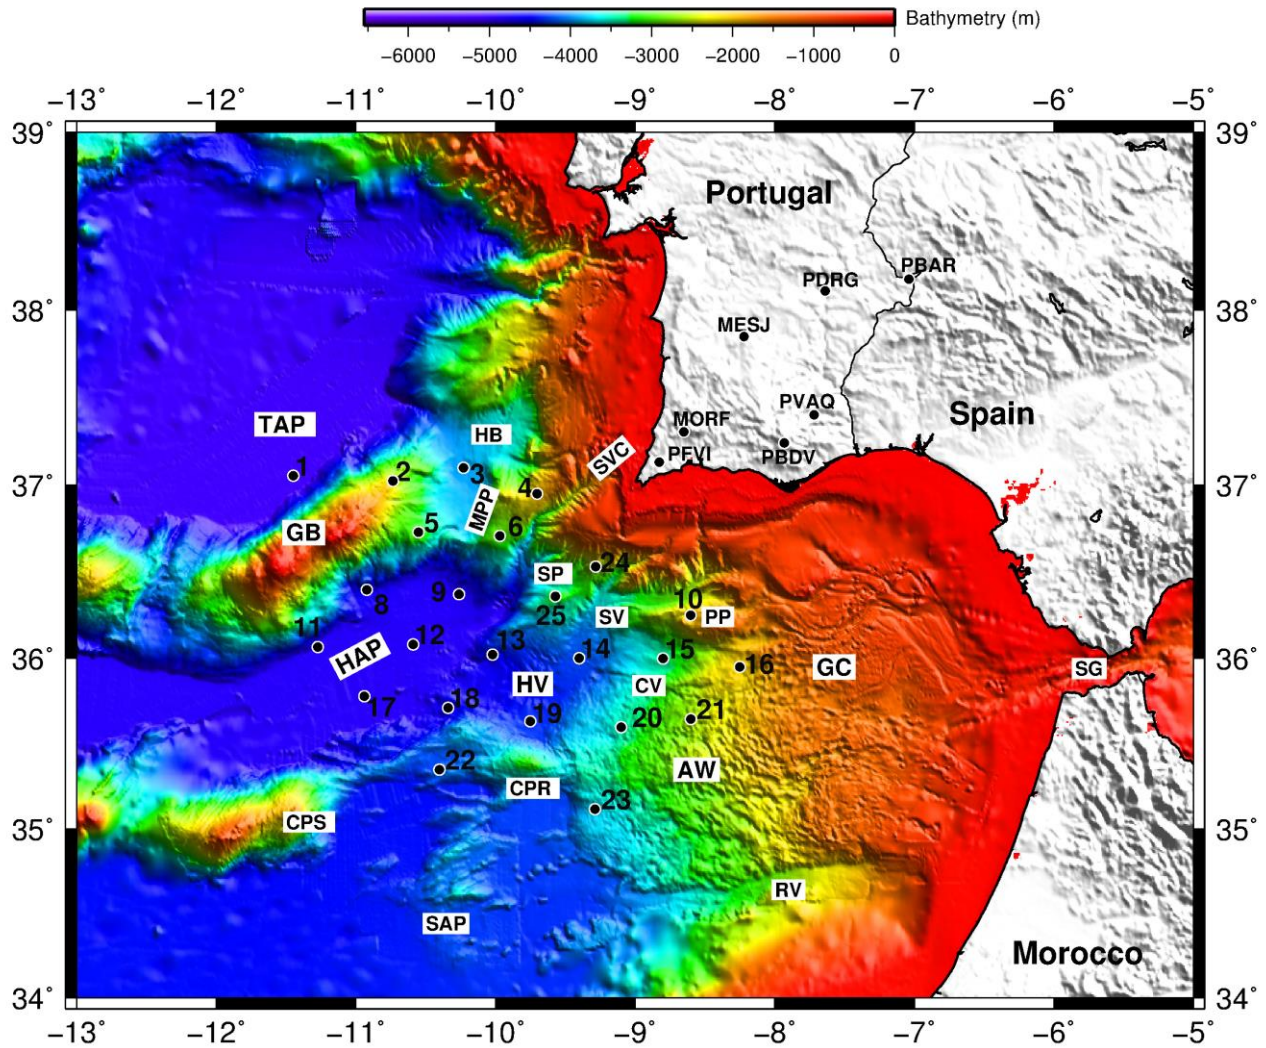 Bathymetry (m)
−6000 −5000 −4000 −3000 −2000 −1000 0
−13˚ −12˚ −11˚ −10˚ −9˚ −8˚ −7˚ −6˚ −5˚
39˚ 39˚
Portugal
PDRG PBAR
38˚ 38˚
MESJ
PVAQ
TAP HB MORF Spain
SVC PFVI PBDV
1 2 3 4
37˚ 37˚
MPP
GB 5 6
SP 24
8 9 25 SV 10 PP
11 12 13 14 15 16
36˚ 36˚
HAP HV CV GC SG
17 18 19 20 21
22 CPR AW
23
CPS
35˚ 35˚
RV
SAP
Morocco
34˚ 34˚
−13˚ −12˚ −11˚ −10˚ −9˚ −8˚ −7˚ −6˚ −5˚